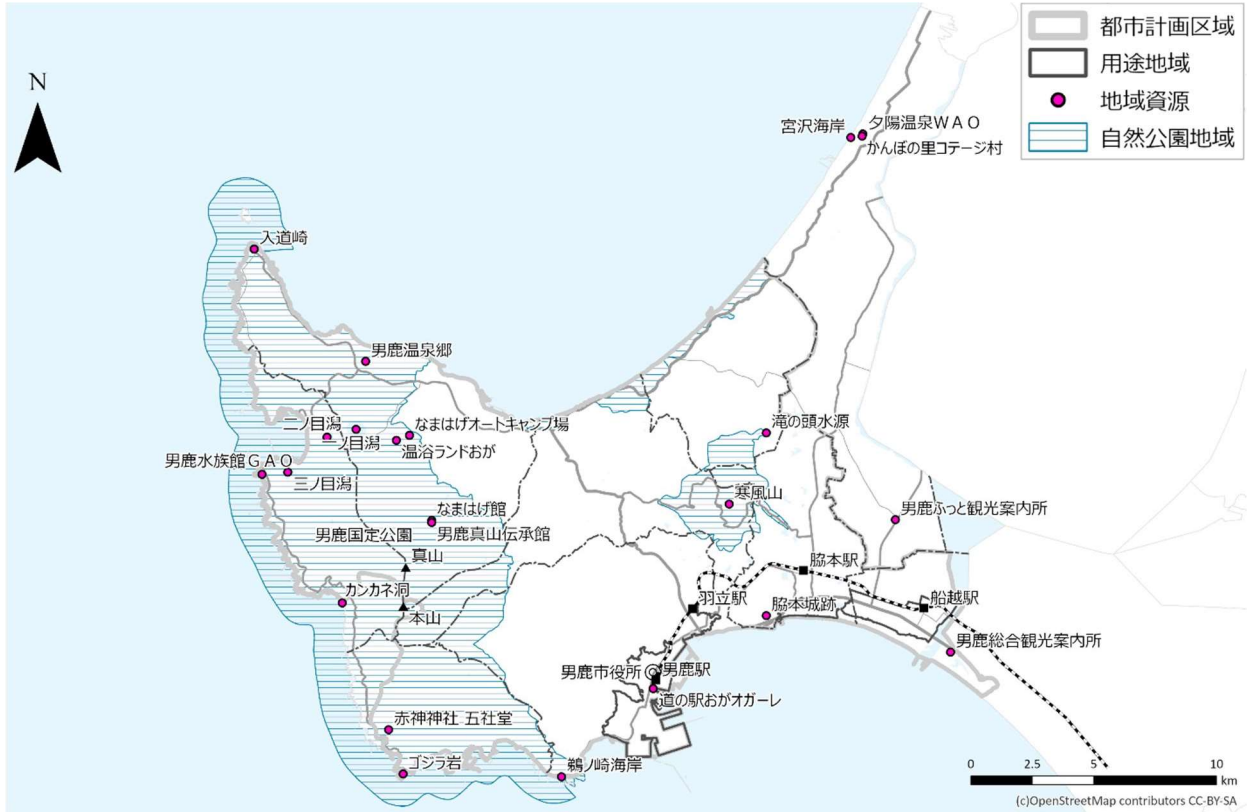 都市計画区域
用途地域
地域資源
自然公園地域
N
宮沢海岸
夕陽温泉ＷＡＯ
かんぽの里コテージ村
入道崎
男鹿温泉郷
二ノ目潟
一ノ目潟
なまはげオートキャンプ場
温浴ランドおが
滝の頭水源
男鹿水族館ＧＡＯ
三ノ目潟
寒風山
なまはげ館
男鹿ふっと観光案内所
男鹿国定公園
男鹿真山伝承館
真山
脇本駅
カンカネ洞
本山
羽立駅
脇本城跡
船越駅
男鹿総合観光案内所
男鹿市役所
男鹿駅
道の駅おがオガーレ
赤神神社 五社堂
ゴジラ岩
鵜ノ崎海岸
0 2.5 5 10
km
(c)OpenStreetMap contributors CC-BY-SA